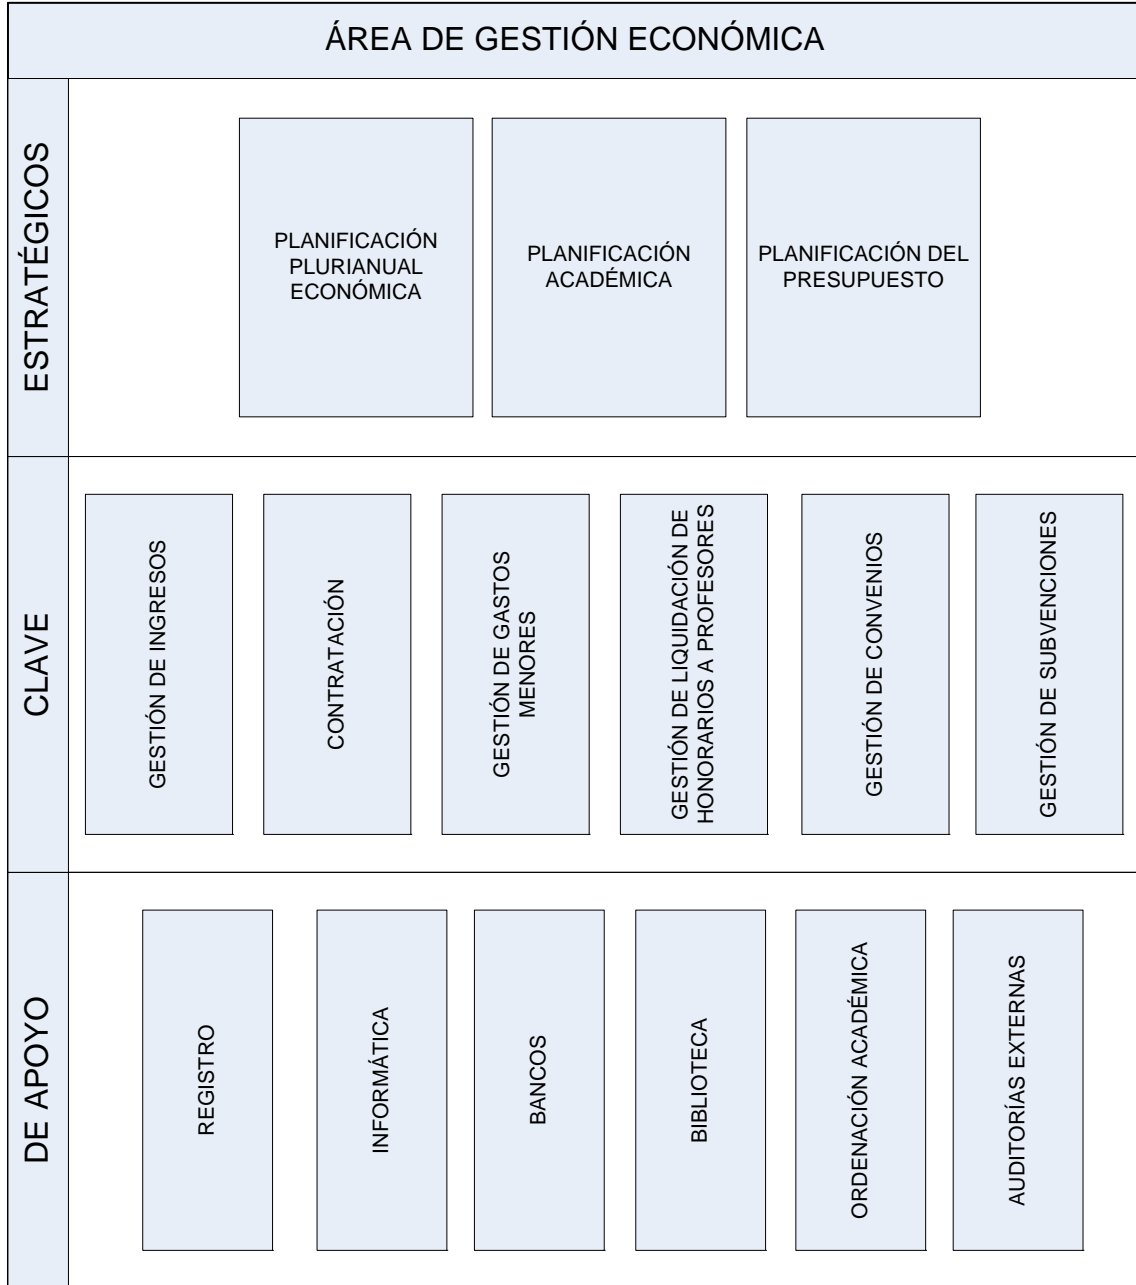 ÁREA DE GESTIÓN ECONÓMICA
ESTRATÉGICOS
PLANIFICACIÓN
PLURIANUAL
ECONÓMICA
PLANIFICACIÓN
ACADÉMICA
PLANIFICACIÓN DEL
PRESUPUESTO
CLAVE
GESTIÓN DE INGRESOS
CONTRATACIÓN
GESTIÓN DE GASTOS
MENORES
GESTIÓN DE LIQUIDACIÓN DE
HONORARIOS A PROFESORES
GESTIÓN DE CONVENIOS
GESTIÓN DE SUBVENCIONES
DE APOYO
REGISTRO
INFORMÁTICA
BANCOS
BIBLIOTECA
ORDENACIÓN ACADÉMICA
AUDITORÍAS EXTERNAS